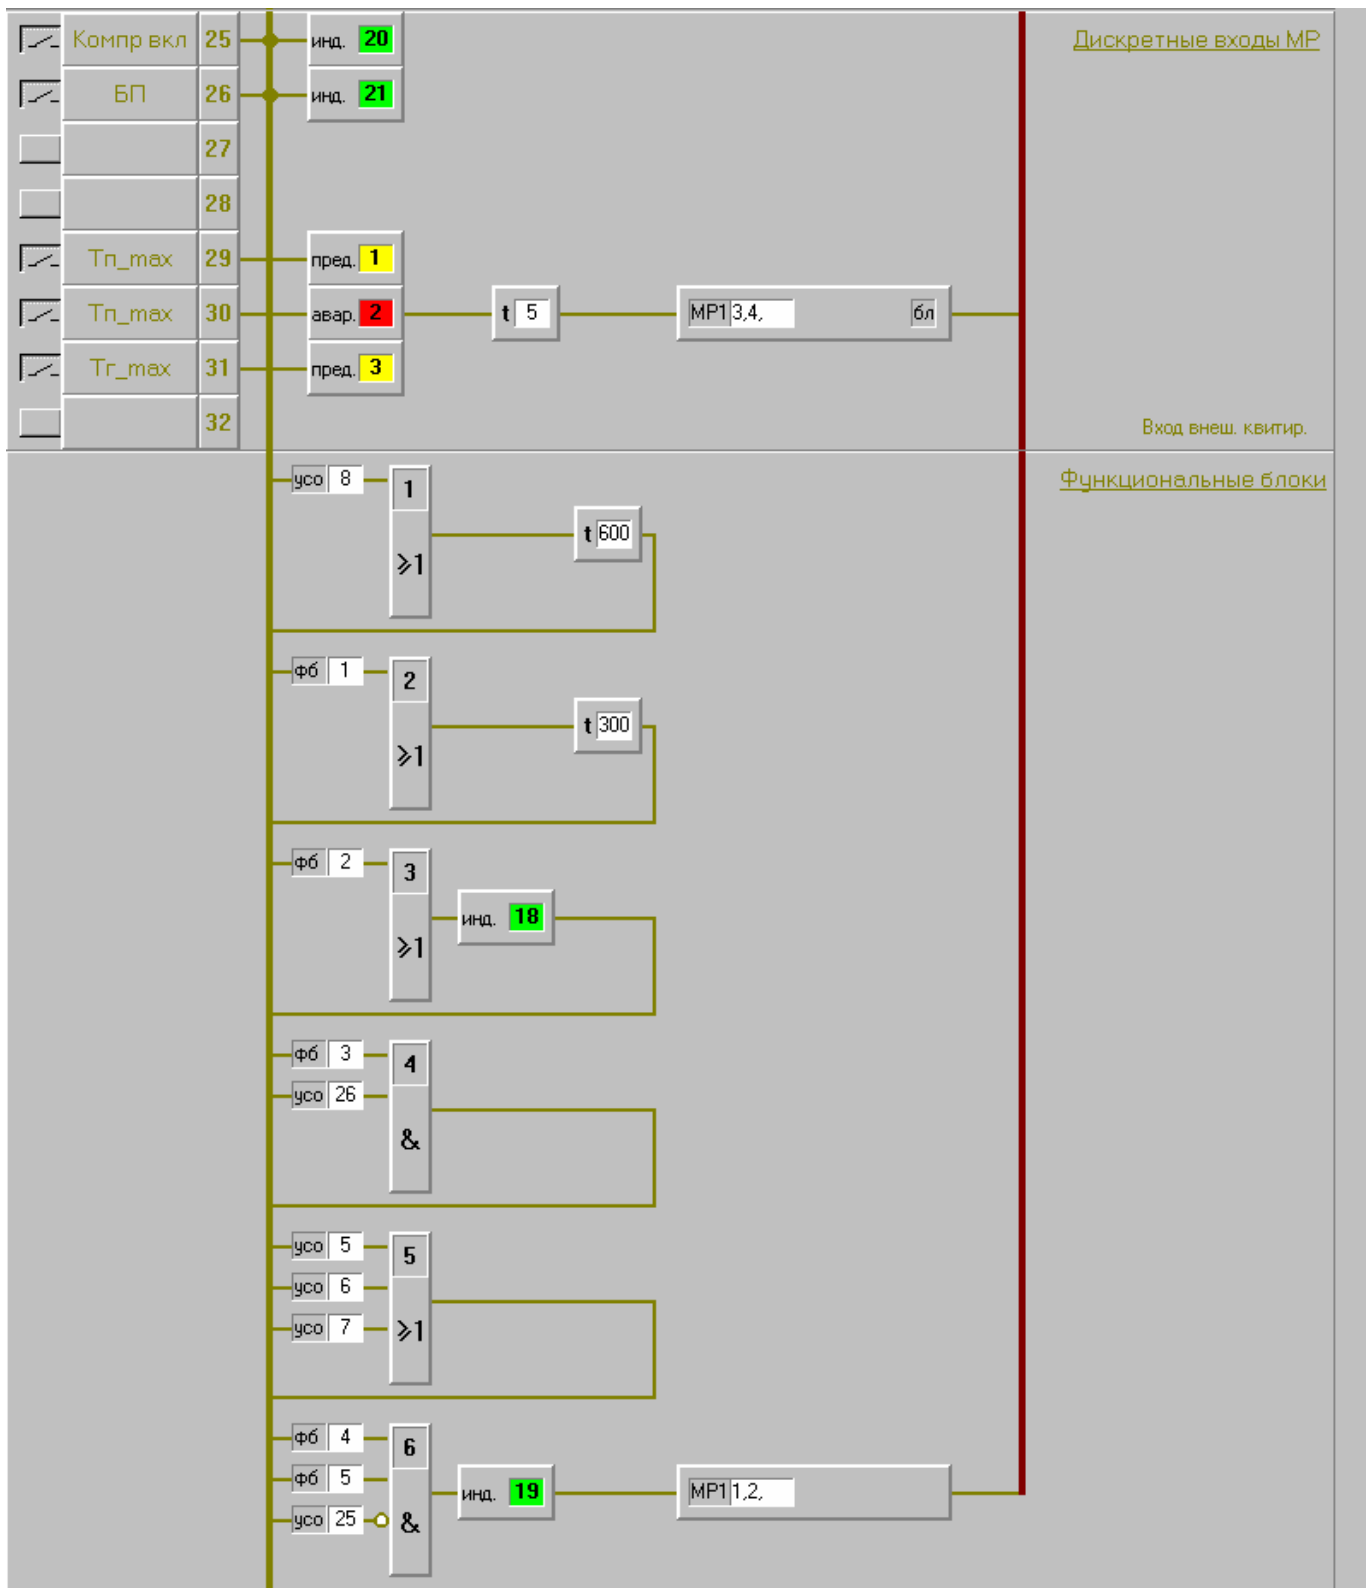 Компр вкл 25 инд. 20 Дискретные входы МР
БП 26 инд. 21
27
28
Тп_max 29 пред. 1
Тп_max 30 авар. 2 t 5 МР1 3,4, бл
Тг_max 31 пред. 3
32 Вход внеш. квитир.
Функциональные блоки
усо 8 1
t 600
≥1
фб 1 2
t 300
≥1
фб 2 3
инд. 18
≥1
фб 3 4
усо 26
&
усо 5 5
усо 6
усо 7 ≥1
фб 4 6
фб 5 инд. 19 МР1 1,2,
усо 25 &